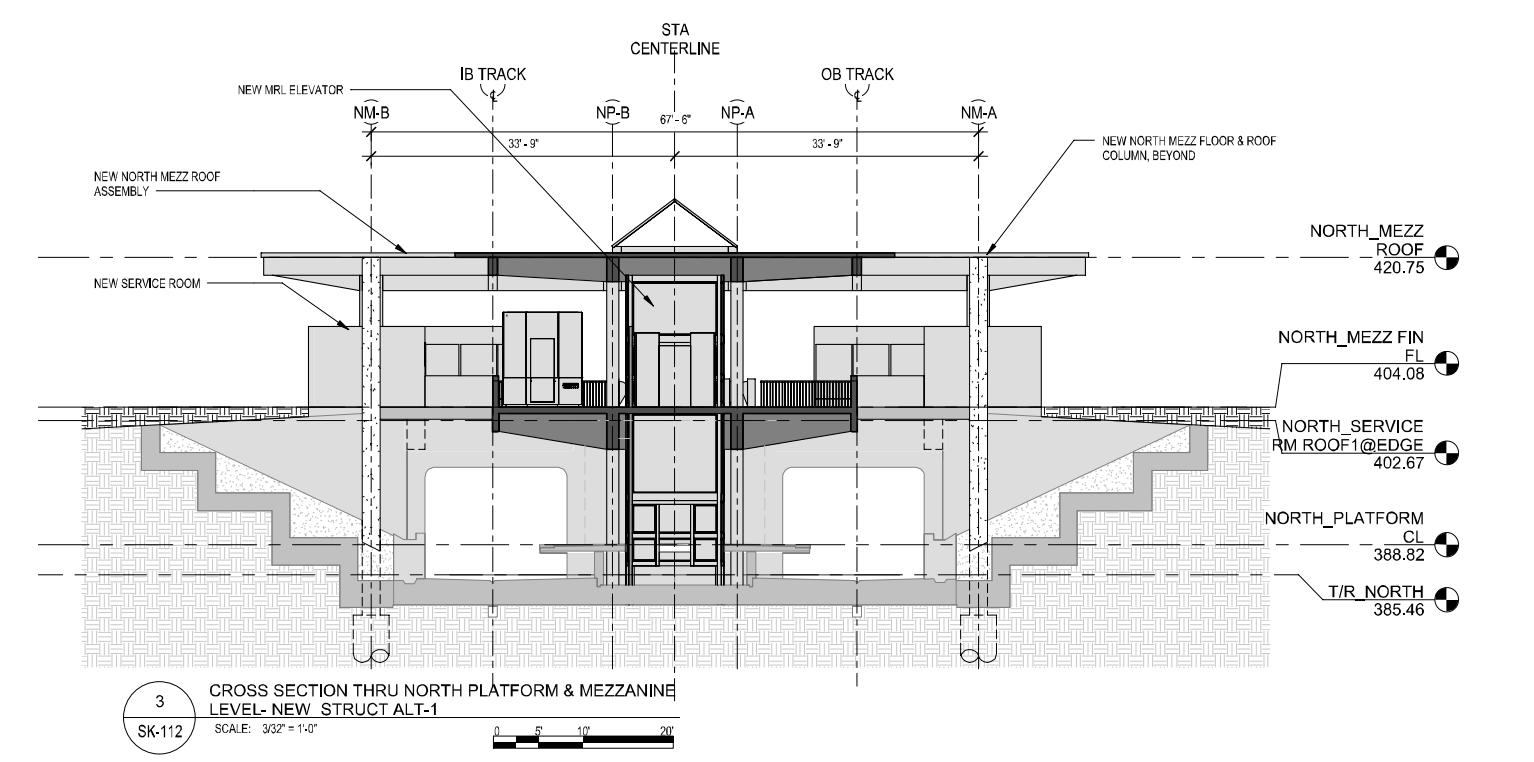 STA
CENTERLINE
IB TRACK
OB TRACK
NEW MRL ELEVATOR
NM-B
NP-B
67' - 6"
NP-A
NM-A
33' - 9"
33' - 9"
NEW NORTH MEZZ FLOOR & ROOF
COLUMN, BEYOND
NEW NORTH MEZZ ROOF
ASSEMBLY
NEW SERVICE ROOM
NORTH_MEZZ
ROOF
420.75
NORTH_MEZZ FIN
FL
404.08
NORTH_SERVICE
RM ROOF1@EDGE
402.67
NORTH_PLATFORM
CL
388.82
T/R_NORTH
385.46
3
SK-112
CROSS SECTION THRU NORTH PLATFORM & MEZZANINE
LEVEL- NEW STRUCT ALT-1
SCALE: 3/32" = 1'-0"
0 5' 10' 20'